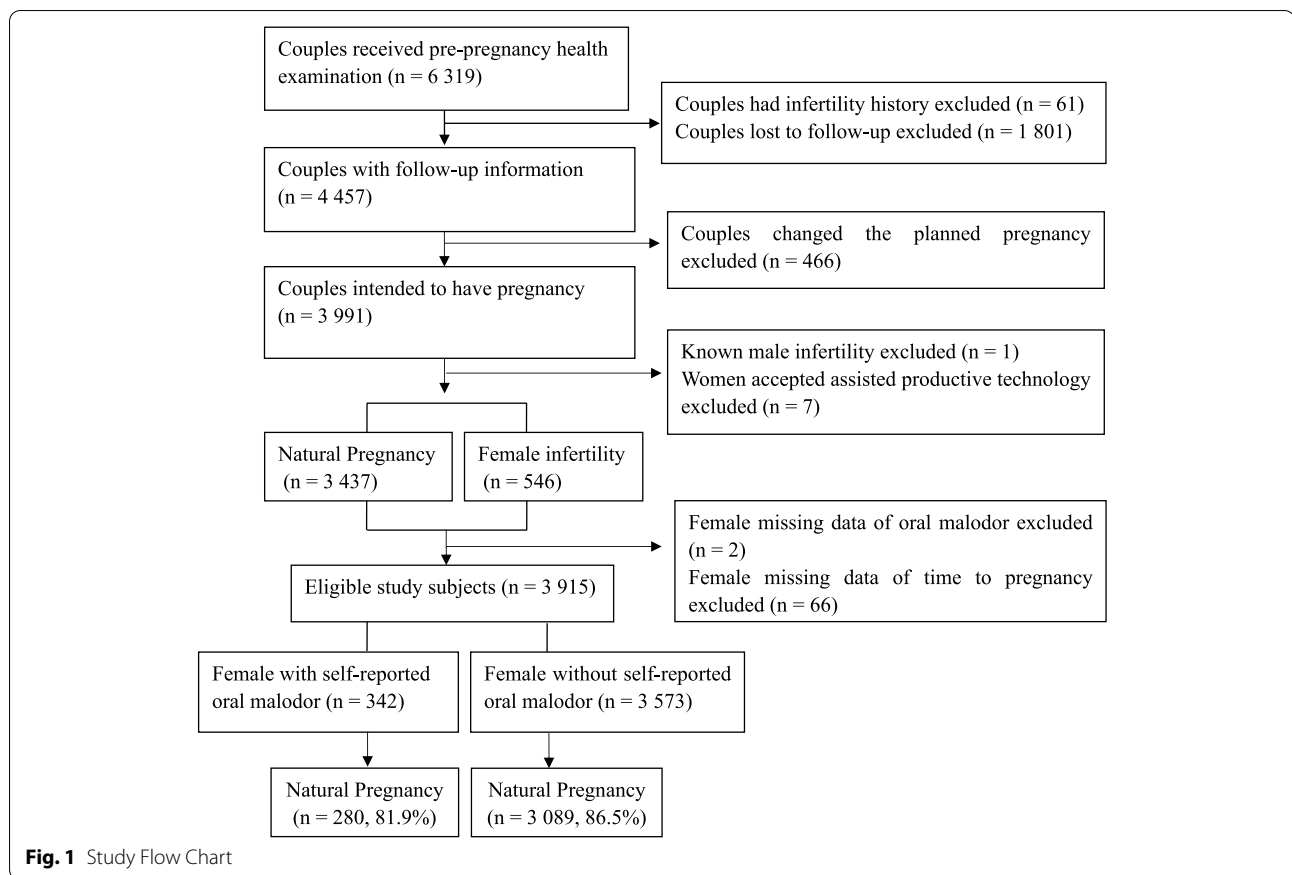 Couples received pre-pregnancy health
examination (n = 6 319)
Couples had infertility history excluded (n = 61)
Couples lost to follow-up excluded (n = 1 801)
Couples with follow-up information
(n = 4 457)
Couples changed the planned pregnancy
excluded (n = 466)
Couples intended to have pregnancy
(n = 3 991)
Known male infertility excluded (n = 1)
Women accepted assisted productive technology
excluded (n = 7)
Natural Pregnancy
(n = 3 437)
Female infertility
(n = 546)
Female missing data of oral malodor excluded
(n = 2)
Female missing data of time to pregnancy
excluded (n = 66)
Eligible study subjects (n = 3 915)
Female with self-reported
oral malodor (n = 342)
Female without self-reported
oral malodor (n = 3 573)
Natural Pregnancy
(n = 280, 81.9%)
Natural Pregnancy
(n = 3 089, 86.5%)
Fig. 1 Study Flow Chart